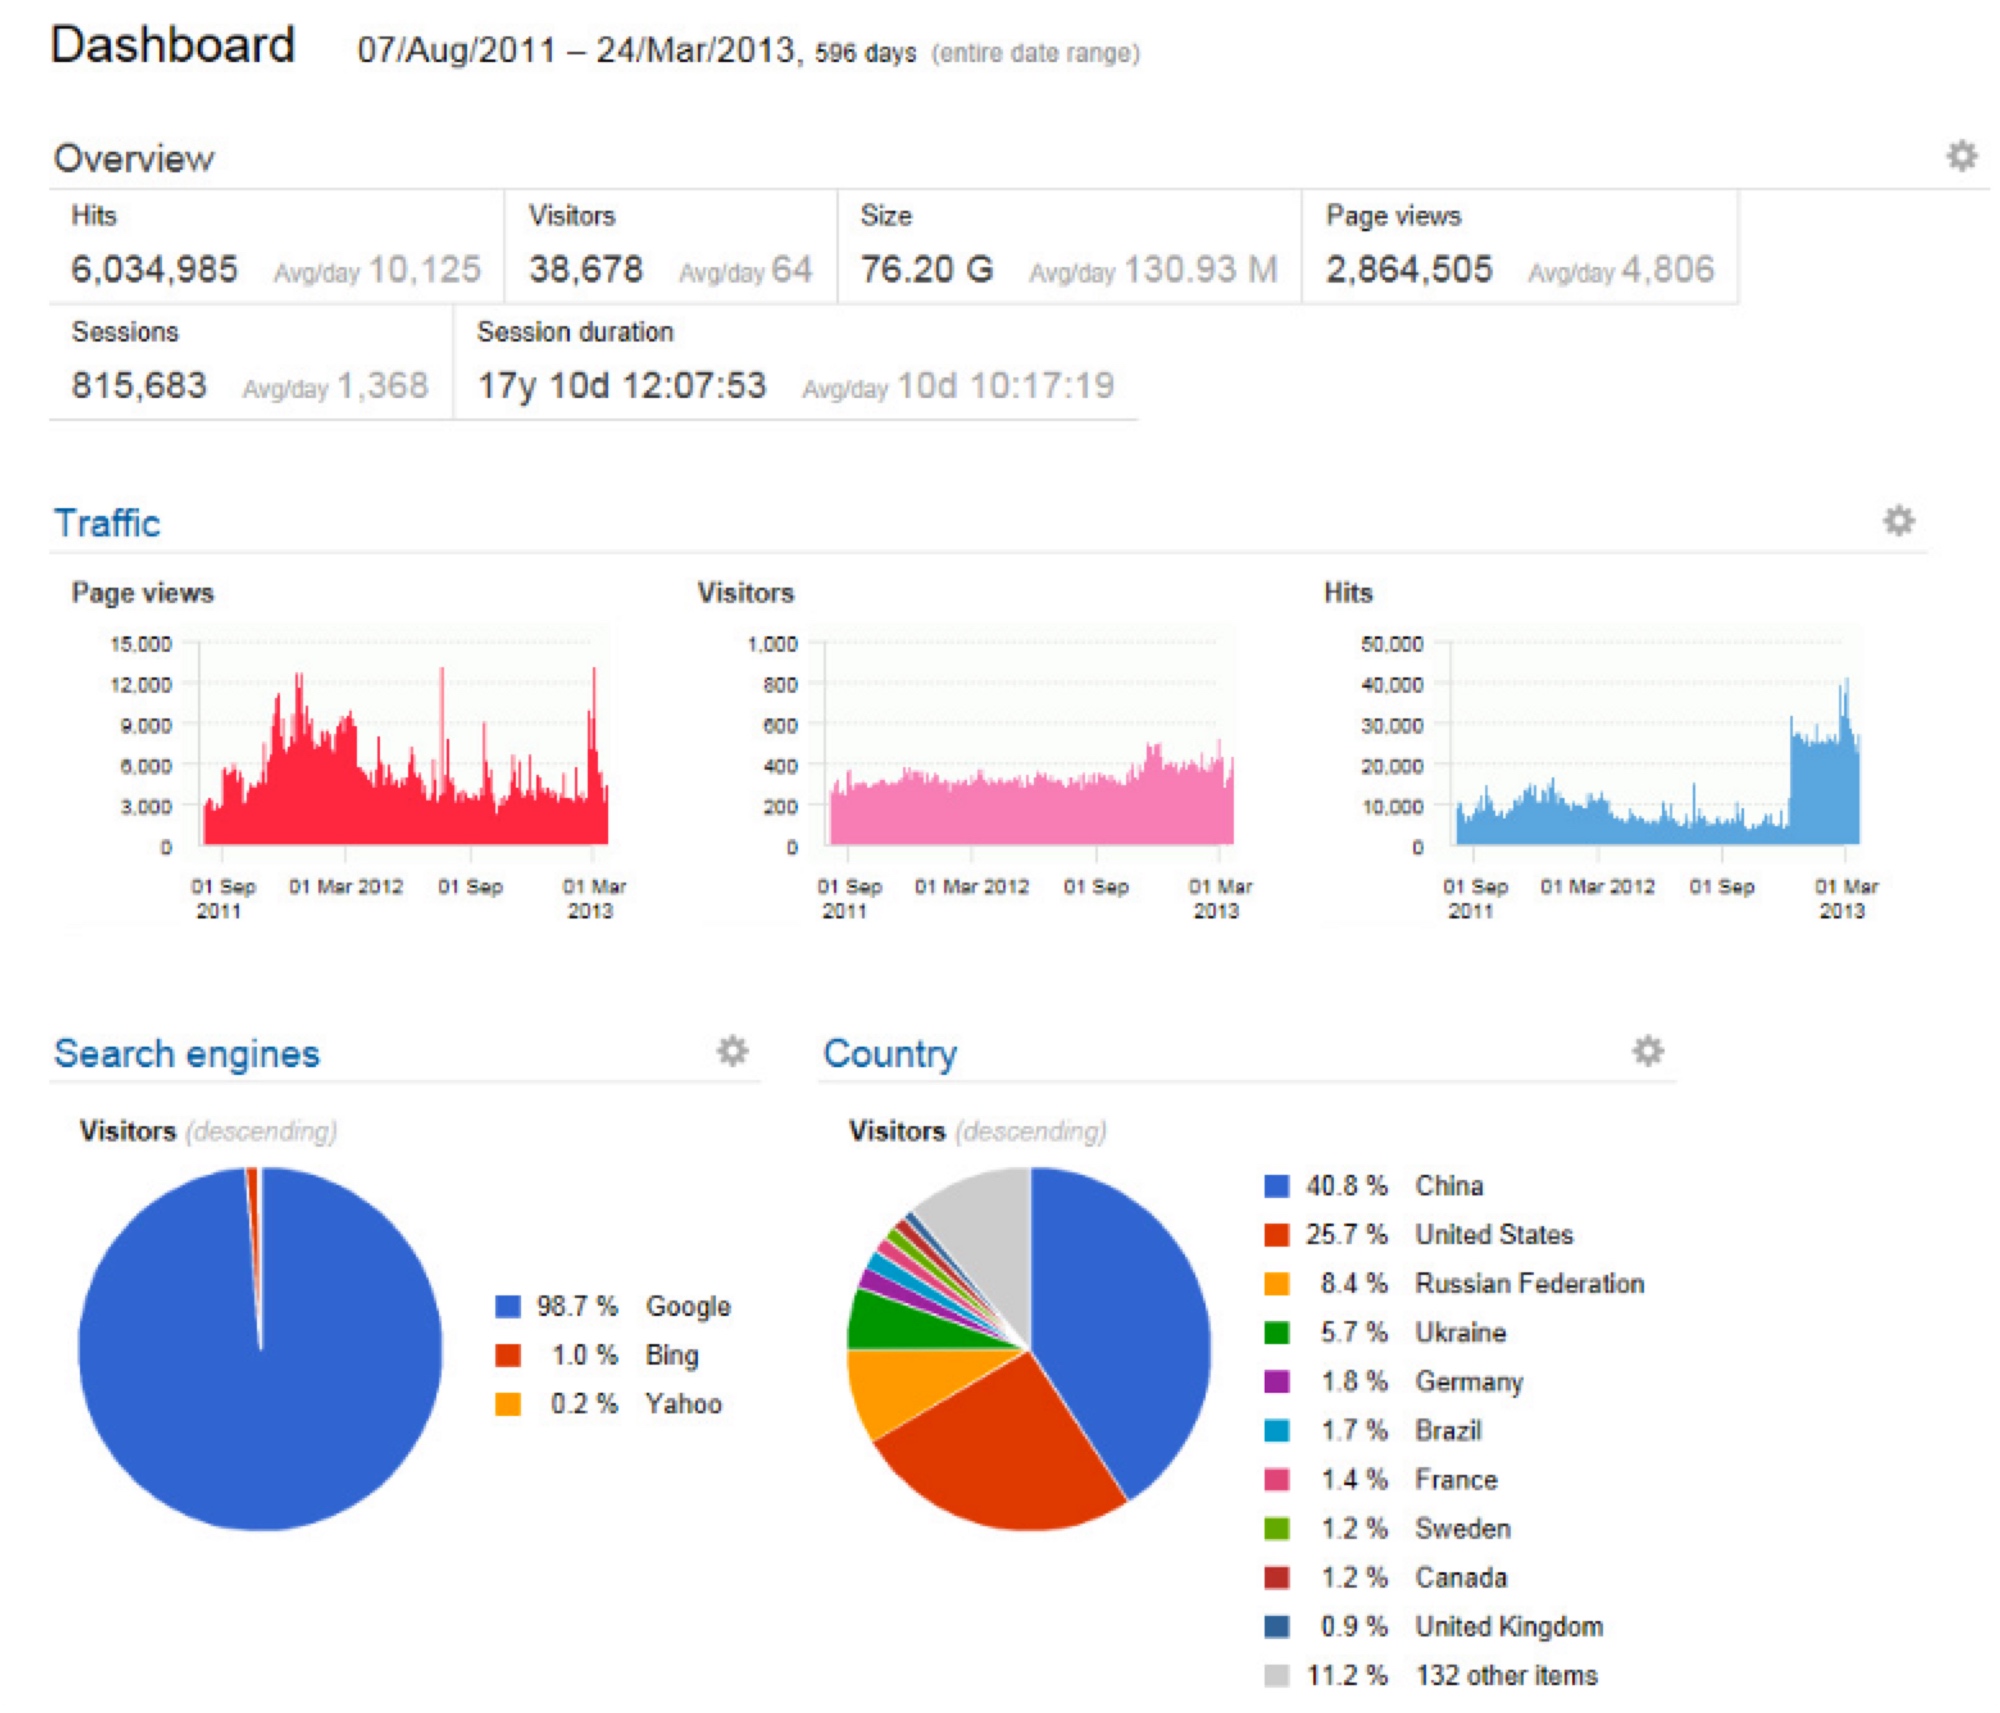 Dashboard 07/Aug/2011 – 24/Mar/2013, 596 days (entire date range)
Overview
Hits Visitors Size Page views
6,034,985 Avg/day 10,125 38,678 Avg/day 64 76.20 G Avg/day 130.93 M 2,864,505 Avg/day 4,806
Sessions Session duration
815,683 Avg/day 1,368 17y 10d 12:07:53 Avg/day 10d 10:17:19
Traffic
Page views
15,000
12,000
9,000
6,000
3,000
0
01 Sep 01 Mar 2012 01 Sep 01 Mar
2011 2013
Visitors
1,000
800
600
400
200
0
01 Sep 01 Mar 2012 01 Sep 01 Mar
2011 2013
Hits
50,000
40,000
30,000
20,000
10,000
0
01 Sep 01 Mar 2012 01 Sep 01 Mar
2011 2013
Search engines
Visitors (descending)
98.7 % Google
1.0 % Bing
0.2 % Yahoo
Country
Visitors (descending)
40.8 % China
25.7 % United States
8.4 % Russian Federation
5.7 % Ukraine
1.8 % Germany
1.7 % Brazil
1.4 % France
1.2 % Sweden
1.2 % Canada
0.9 % United Kingdom
11.2 % 132 other items